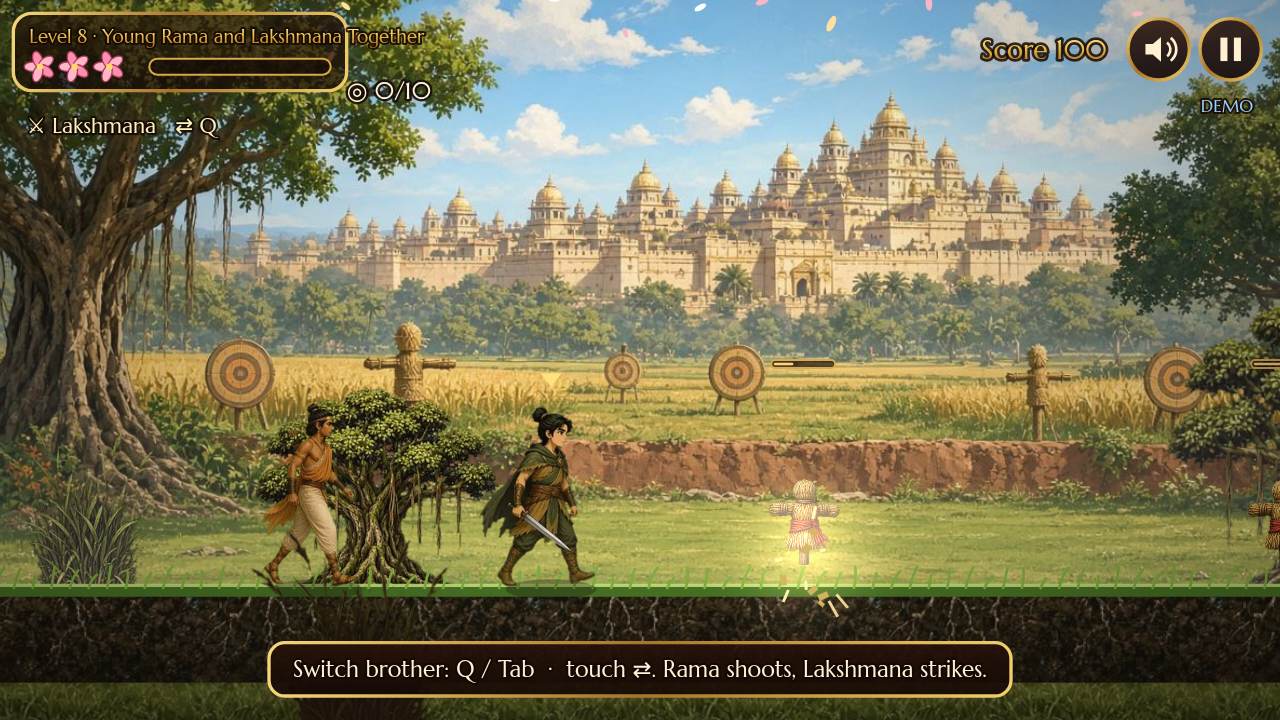 Level 8 · Young Rama and Lakshmana Together
Score 100
0/10
DEMO
⚔ Lakshmana ⇄ Q
Switch brother: Q / Tab · touch ⇄. Rama shoots, Lakshmana strikes.